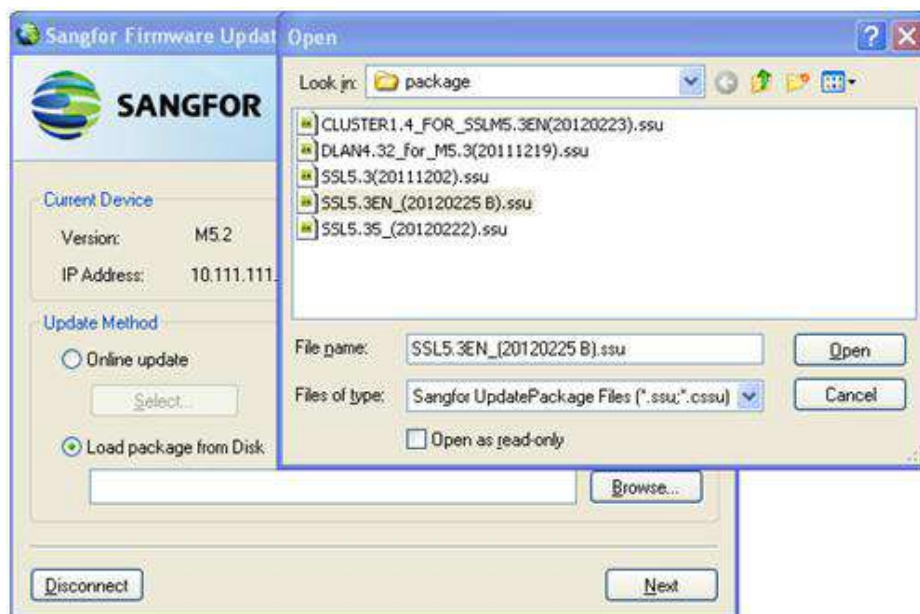 Sangfor Firmware Updat
Open
Look in: package
SANGFOR
CLUSTER1.4_FOR_SSLM5.3EN(20120223).ssu
DLAN4.32_for_M5.3(20111219).ssu
SSL5.3(20111202).ssu
SSL5.3EN_(20120225 B).ssu
SSL5.35_(20120222).ssu
Current Device
Version: M5.2
IP Address: 10.111.111.
Update Method
Online update
Select...
Load package from Disk
Browse...
File name: SSL5.3EN_(20120225 B).ssu Open
Files of type: Sangfor UpdatePackage Files (*.ssu;*.cssu) Cancel
Open as read-only
Disconnect Next